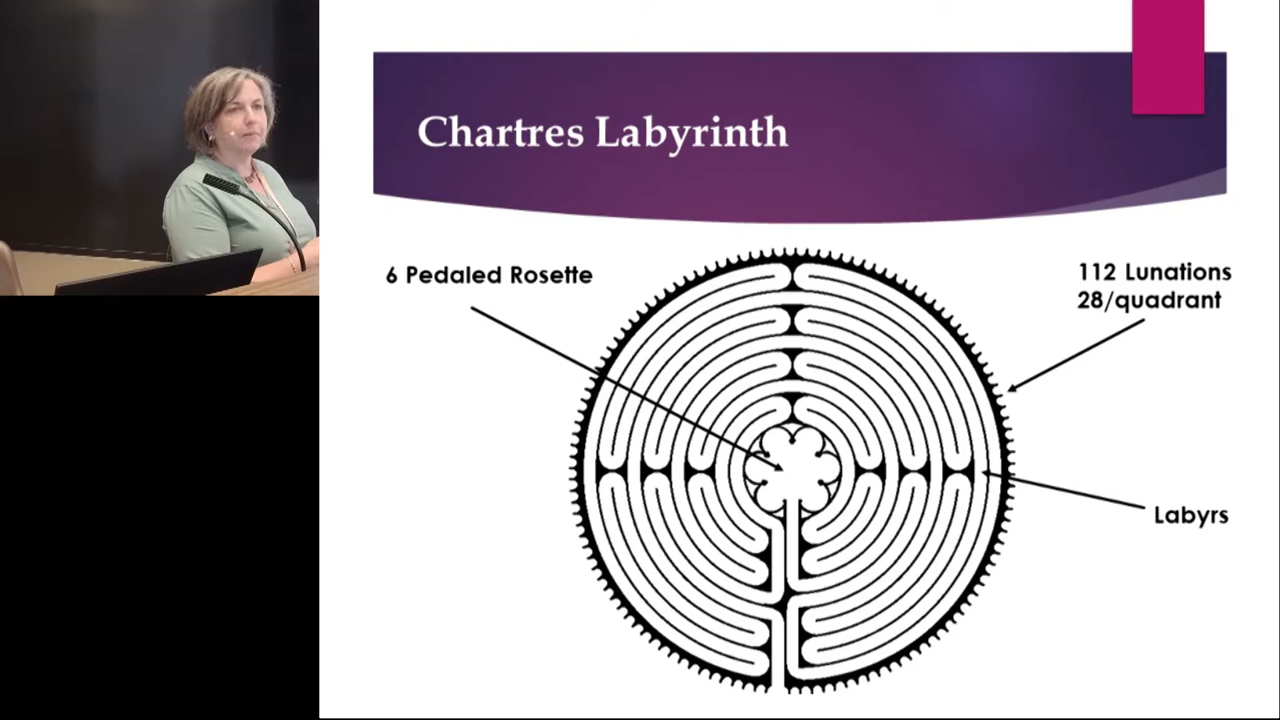 Chartres Labyrinth
6 Pedaled Rosette
112 Lunations
28/quadrant
Labyrs